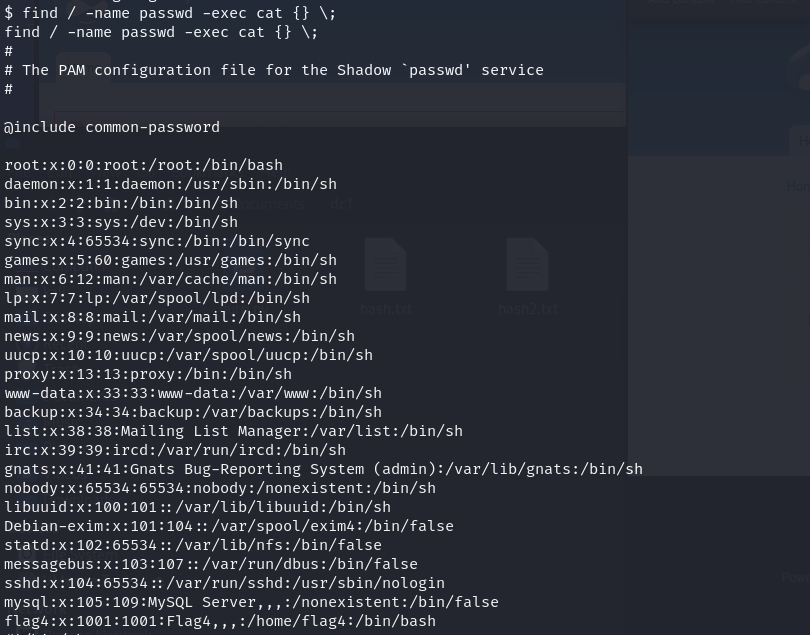 $ find / -name passwd -exec cat {} \;
find / -name passwd -exec cat {} \;
#
# The PAM configuration file for the Shadow `passwd' service
#
@include common-password
root:x:0:0:root:/root:/bin/bash
daemon:x:1:1:daemon:/usr/sbin:/bin/sh
bin:x:2:2:bin:/bin:/bin/sh
sys:x:3:3:sys:/dev:/bin/sh
sync:x:4:65534:sync:/bin:/bin/sync
games:x:5:60:games:/usr/games:/bin/sh
man:x:6:12:man:/var/cache/man:/bin/sh
lp:x:7:7:lp:/var/spool/lpd:/bin/sh
mail:x:8:8:mail:/var/mail:/bin/sh
news:x:9:9:news:/var/spool/news:/bin/sh
uucp:x:10:10:uucp:/var/spool/uucp:/bin/sh
proxy:x:13:13:proxy:/bin:/bin/sh
www-data:x:33:33:www-data:/var/www:/bin/sh
backup:x:34:34:backup:/var/backups:/bin/sh
list:x:38:38:Mailing List Manager:/var/list:/bin/sh
irc:x:39:39:ircd:/var/run/ircd:/bin/sh
gnats:x:41:41:Gnats Bug-Reporting System (admin):/var/lib/gnats:/bin/sh
nobody:x:65534:65534:nobody:/nonexistent:/bin/sh
libuuid:x:100:101::/var/lib/libuuid:/bin/sh
Debian-exim:x:101:104::/var/spool/exim4:/bin/false
statd:x:102:65534::/var/lib/nfs:/bin/false
messagebus:x:103:107::/var/run/dbus:/bin/false
sshd:x:104:65534::/var/run/sshd:/usr/sbin/nologin
mysql:x:105:109:MySQL Server,,,:/nonexistent:/bin/false
flag4:x:1001:1001:Flag4,,,:/home/flag4:/bin/bash
hash.txt
hash2.txt